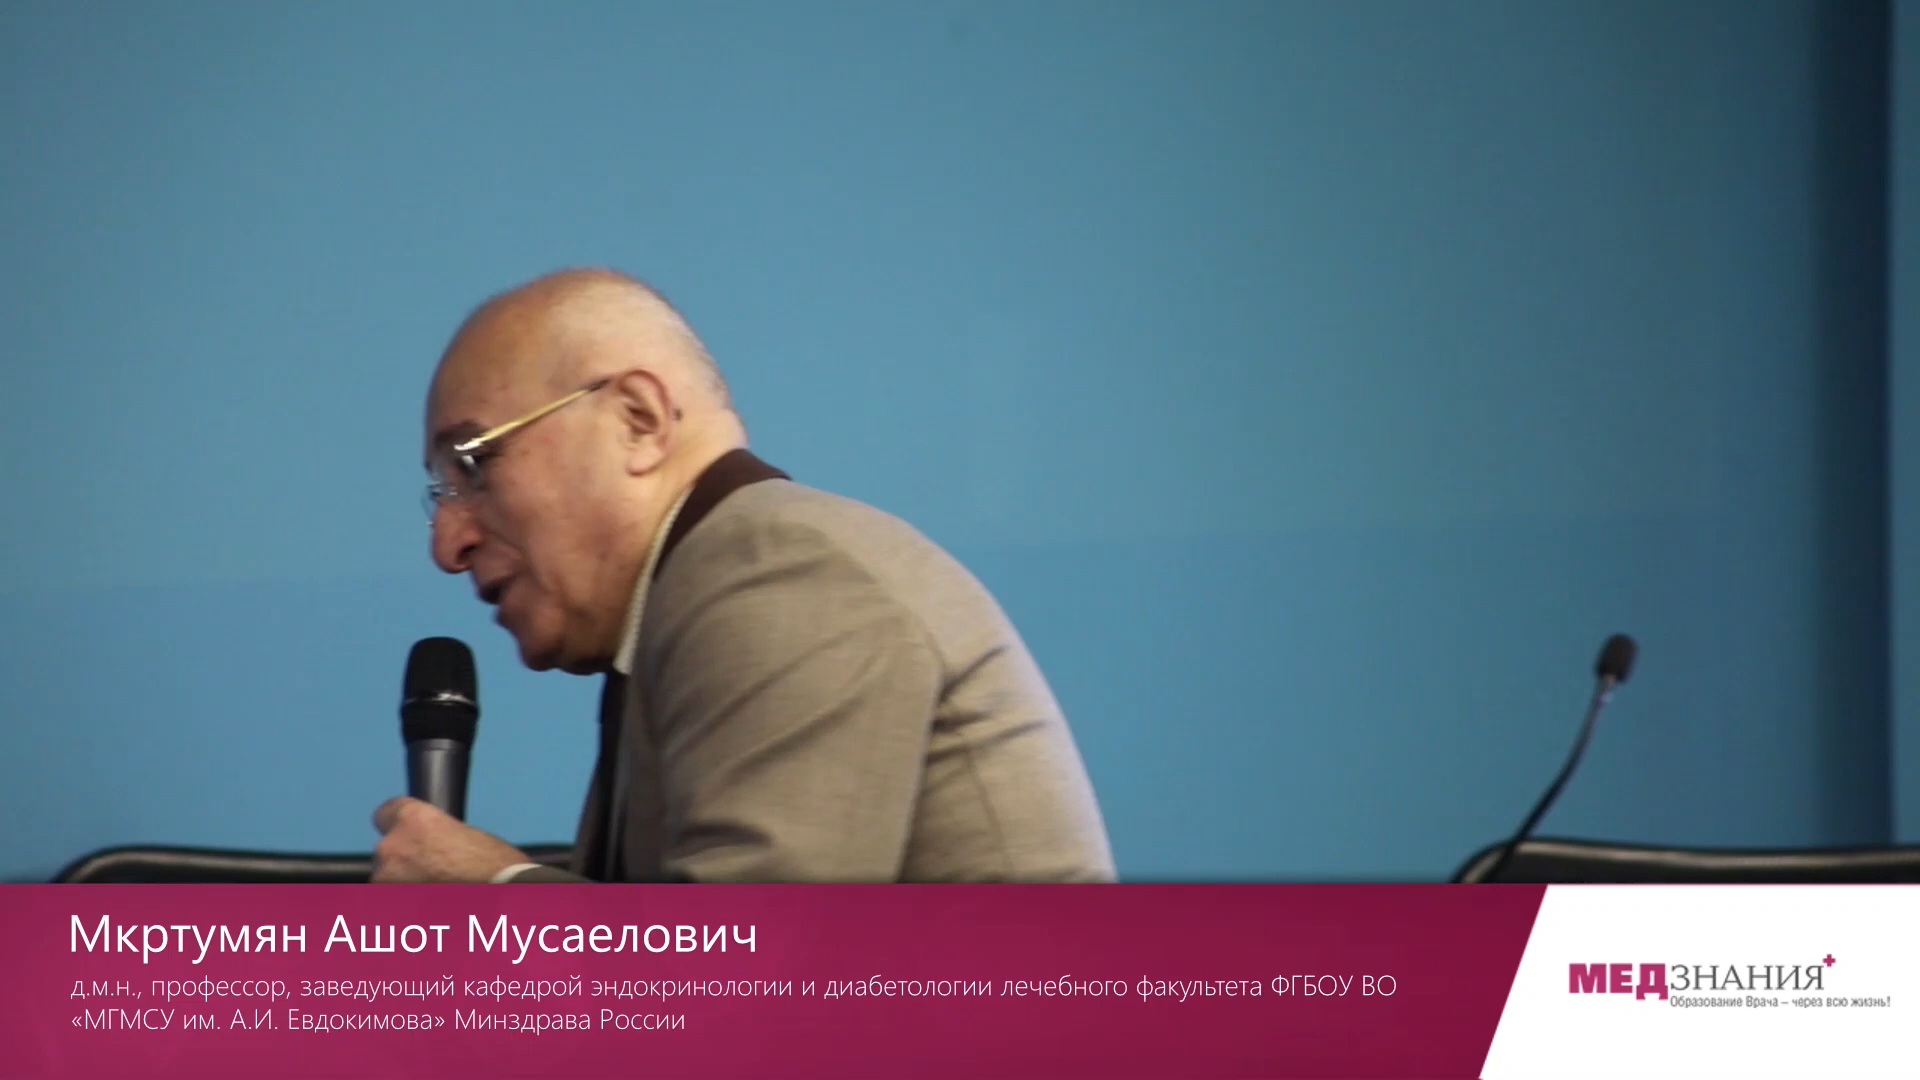 Мкртумян Ашот Мусаелович
д.м.н., профессор, заведующий кафедрой эндокринологии и диабетологии лечебного факультета ФГБОУ ВО
«МГМСУ им. А.И. Евдокимова» Минздрава России
МЕДЗНАНИЯ+
Образование Врача – через всю жизнь!